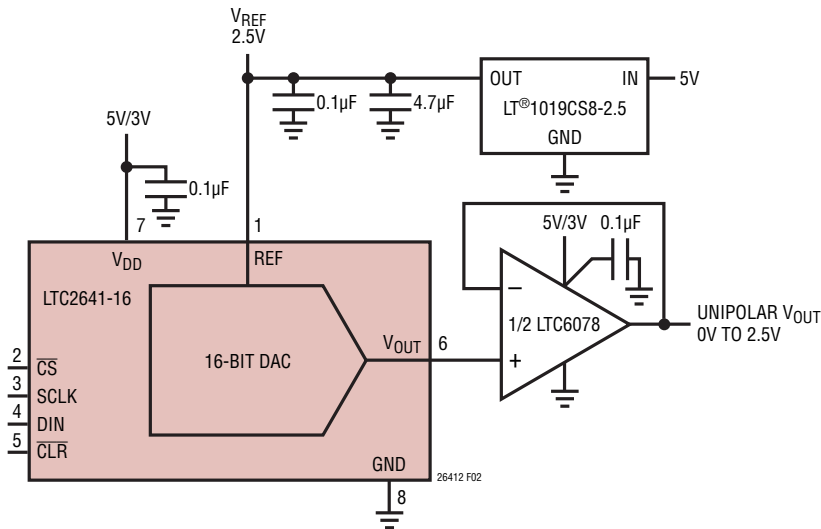 VREF
2.5V
OUT
IN
5V
LT®1019CS8-2.5
GND
0.1µF
4.7µF
5V/3V
0.1µF
7
1
VDD
REF
LTC2641-16
16-BIT DAC
VOUT
6
2
CS
3
SCLK
4
DIN
5
CLR
GND
8
26412 F02
5V/3V
0.1µF
−
1/2 LTC6078
+
UNIPOLAR VOUT
0V TO 2.5V